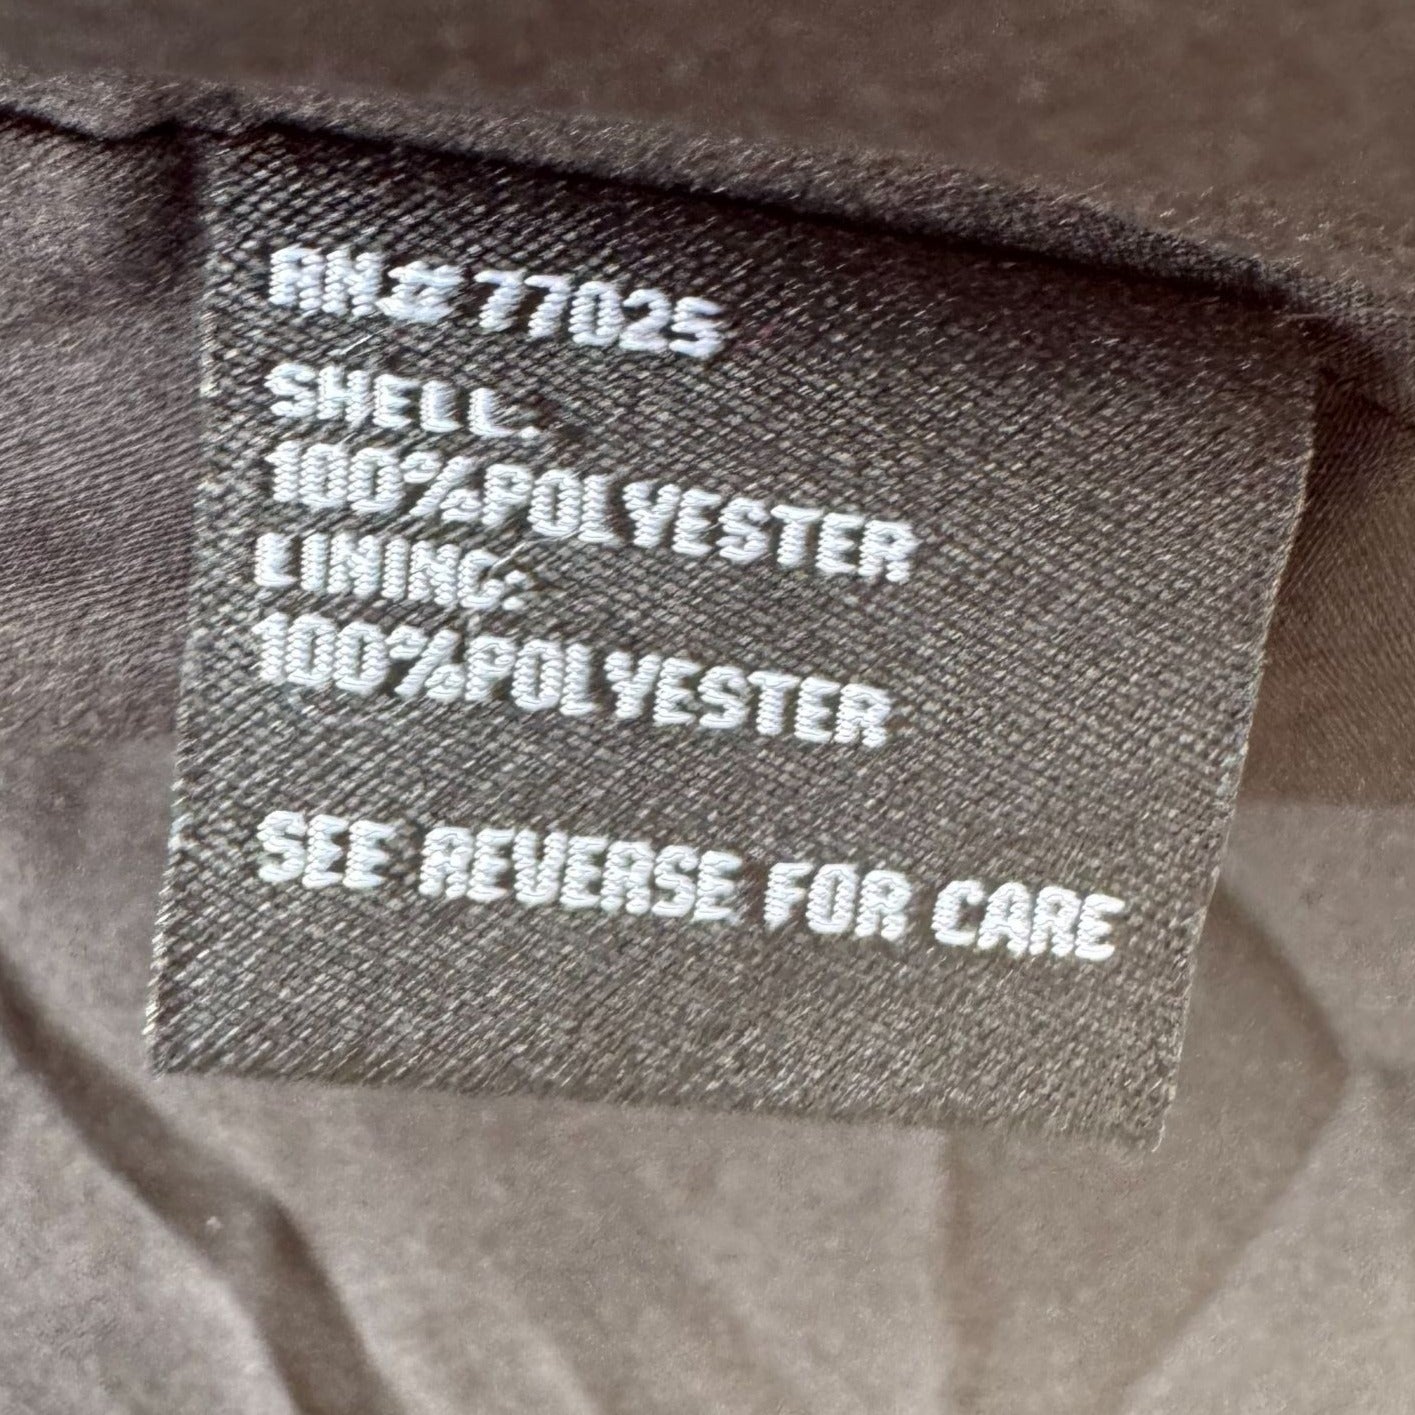 RN# 77025
SHELL:
100%POLYESTER
LINING:
100%POLYESTER
SEE REVERSE FOR CARE